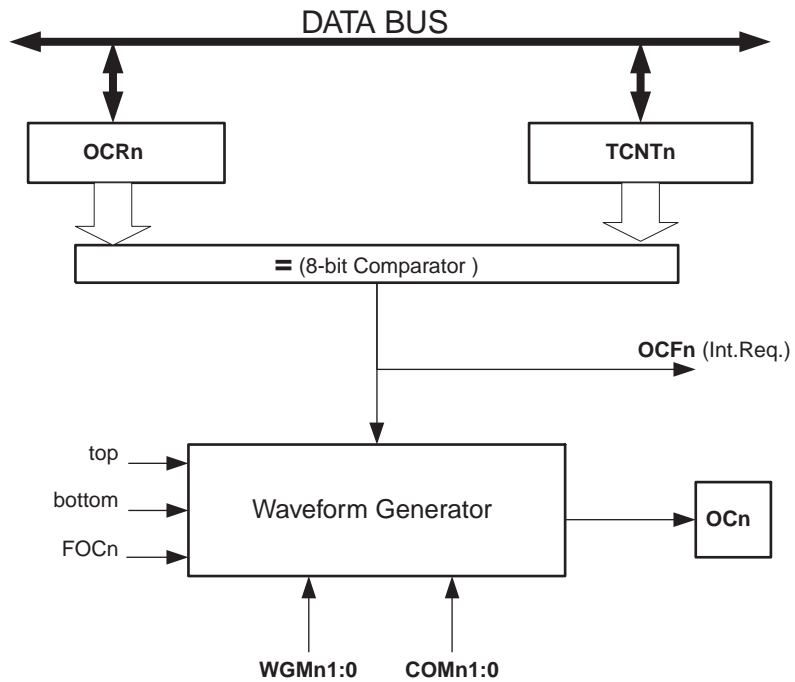 DATA BUS
OCRn
TCNTn
= (8-bit Comparator )
OCFn (Int.Req.)
top
bottom
FOCn
Waveform Generator
OCn
WGMn1:0
COMn1:0